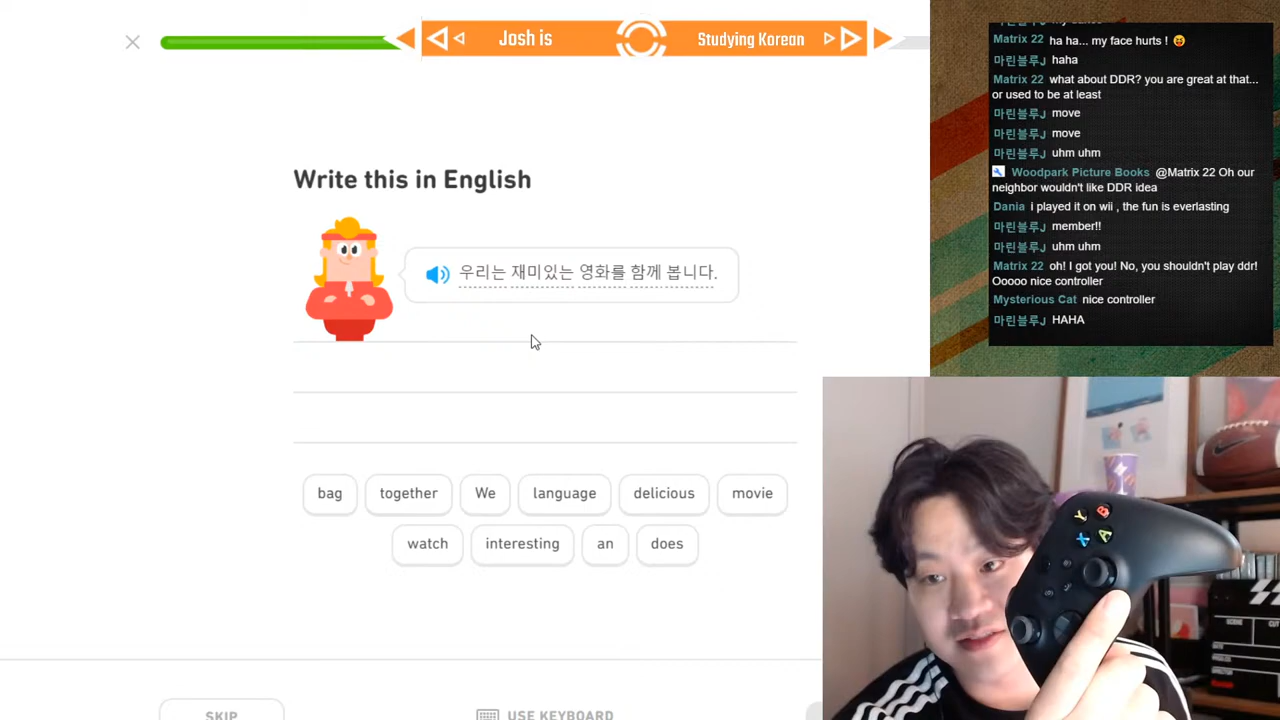 Josh is
Studying Korean
Write this in English
우리는 재미있는 영화를 함께 봅니다.
bag
together
We
language
delicious
movie
watch
interesting
an
does
SKIP
USE KEYBOARD
Matrix 22 ha ha... my face hurts !
마린블루J haha
Matrix 22 what about DDR? you are great at that...
or used to be at least
마린블루J move
마린블루J move
마린블루J uhm uhm
Woodpark Picture Books @Matrix 22 Oh our
neighbor wouldn't like DDR idea
Dania i played it on wii , the fun is everlasting
마린블루J member!!
마린블루J uhm uhm
Matrix 22 oh! I got you! No, you shouldn't play ddr!
Ooooo nice controller
Mysterious Cat nice controller
마린블루J HAHA
Y
B
X
A